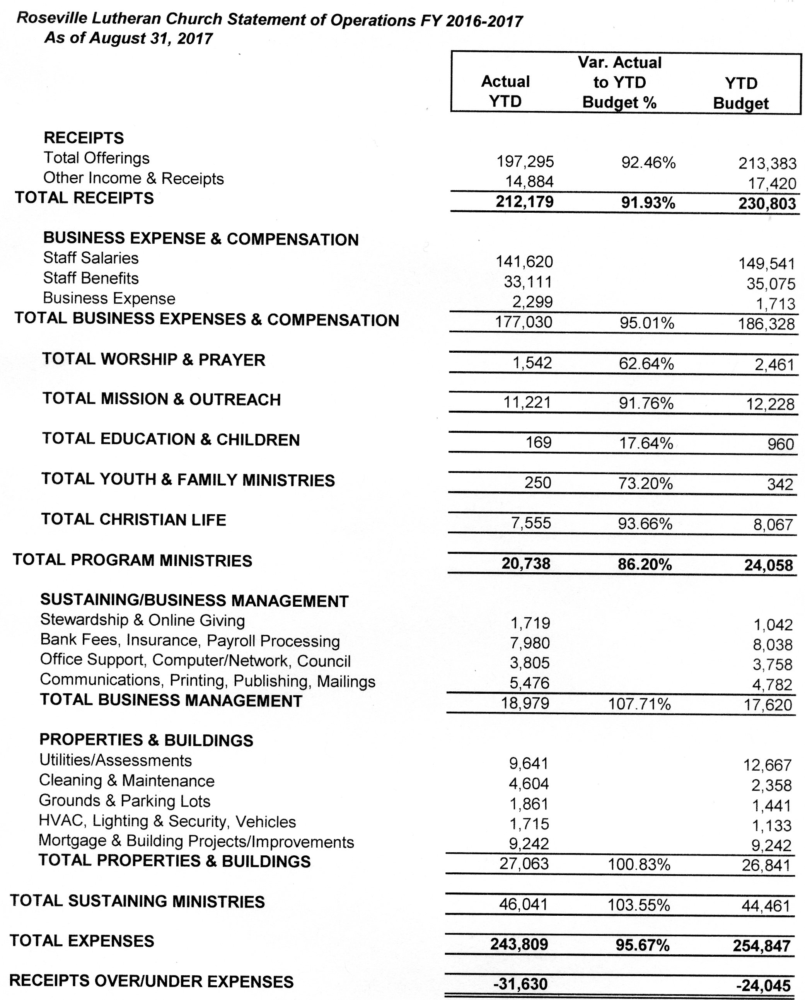 Roseville Lutheran Church Statement of Operations FY 2016-2017
As of August 31, 2017
Var. Actual
Actual to YTD YTD
YTD Budget % Budget
RECEIPTS
Total Offerings 197,295 92.46% 213,383
Other Income & Receipts 14,884 17,420
TOTAL RECEIPTS 212,179 91.93% 230,803
BUSINESS EXPENSE & COMPENSATION
Staff Salaries 141,620 149,541
Staff Benefits 33,111 35,075
Business Expense 2,299 1,713
TOTAL BUSINESS EXPENSES & COMPENSATION 177,030 95.01% 186,328
TOTAL WORSHIP & PRAYER 1,542 62.64% 2,461
TOTAL MISSION & OUTREACH 11,221 91.76% 12,228
TOTAL EDUCATION & CHILDREN 169 17.64% 960
TOTAL YOUTH & FAMILY MINISTRIES 250 73.20% 342
TOTAL CHRISTIAN LIFE 7,555 93.66% 8,067
TOTAL PROGRAM MINISTRIES 20,738 86.20% 24,058
SUSTAINING/BUSINESS MANAGEMENT
Stewardship & Online Giving 1,719 1,042
Bank Fees, Insurance, Payroll Processing 7,980 8,038
Office Support, Computer/Network, Council 3,805 3,758
Communications, Printing, Publishing, Mailings 5,476 4,782
TOTAL BUSINESS MANAGEMENT 18,979 107.71% 17,620
PROPERTIES & BUILDINGS
Utilities/Assessments 9,641 12,667
Cleaning & Maintenance 4,604 2,358
Grounds & Parking Lots 1,861 1,441
HVAC, Lighting & Security, Vehicles 1,715 1,133
Mortgage & Building Projects/Improvements 9,242 9,242
TOTAL PROPERTIES & BUILDINGS 27,063 100.83% 26,841
TOTAL SUSTAINING MINISTRIES 46,041 103.55% 44,461
TOTAL EXPENSES 243,809 95.67% 254,847
RECEIPTS OVER/UNDER EXPENSES -31,630 -24,045